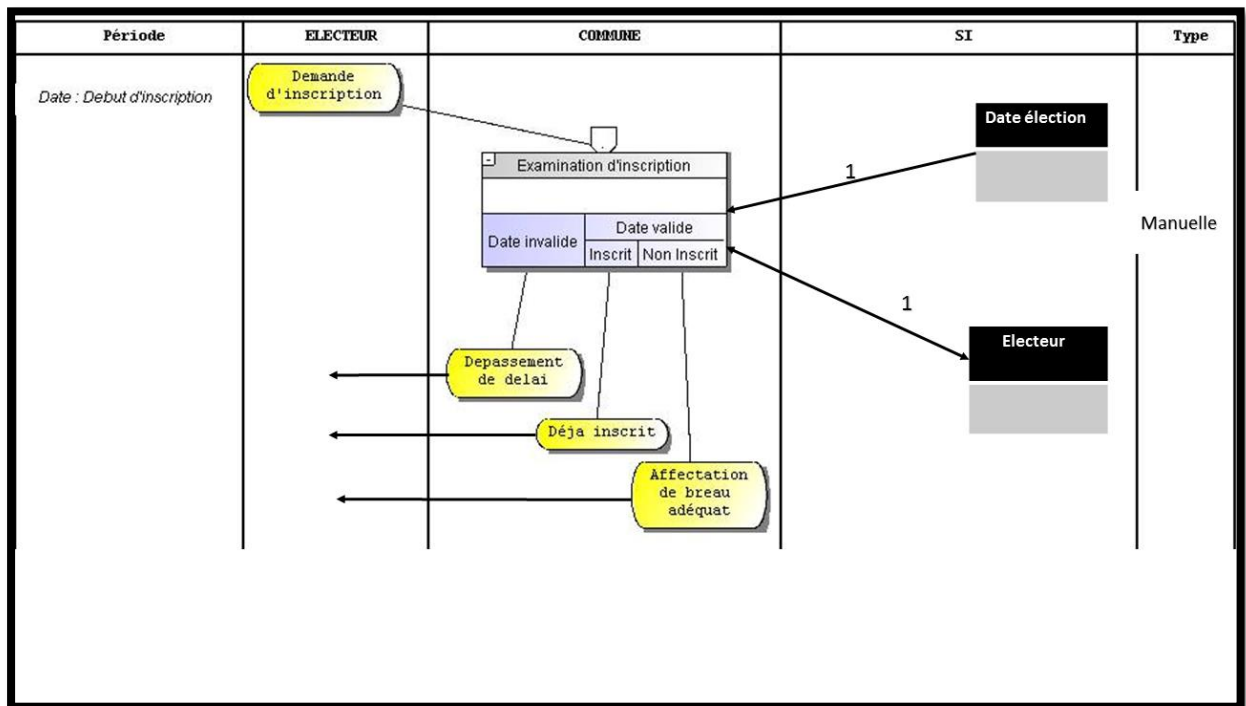 Période
ELECTEUR
COMMUNE
SI
Type
Date : Debut d'inscription
Demande
d'inscription
Date élection
- Examination d'inscription
1
Manuelle
Date invalide
Date valide
Inscrit
Non Inscrit
1
Electeur
Depassement
de delai
Déja inscrit
Affectation
de breau
adéquat